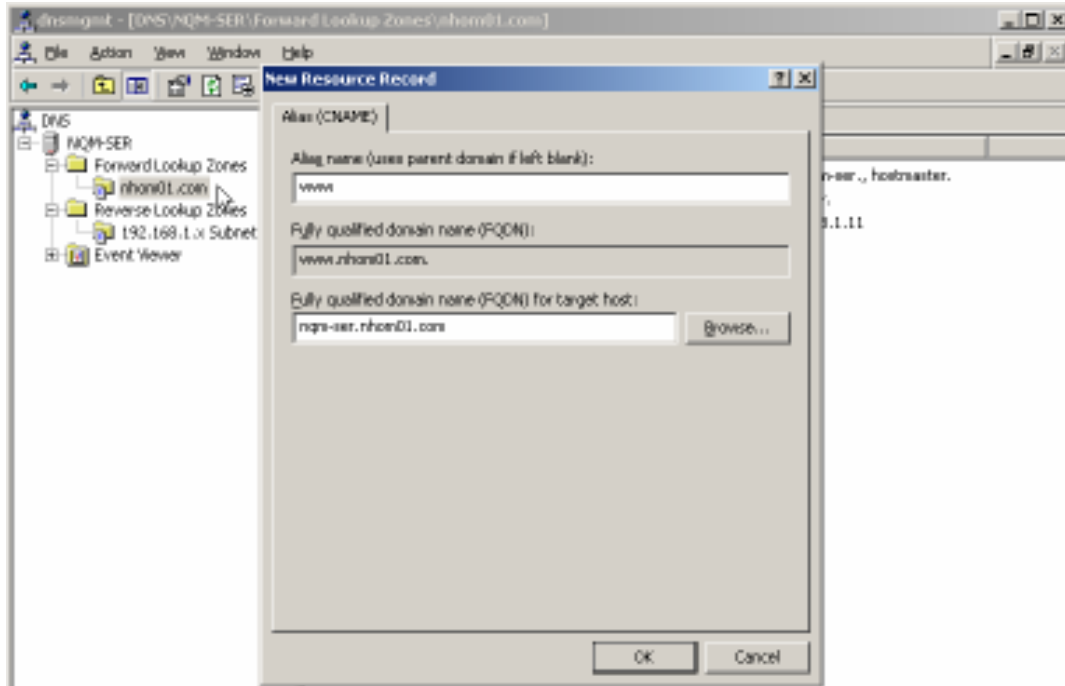 dnsmgmt - [DNS\NQM-SER\Forward Lookup Zones\nhom01.com]
File Action View Window Help
New Resource Record
DNS
NQM-SER
Forward Lookup Zones
nhom01.com
Reverse Lookup Zones
192.168.1.x Subnet
Event Viewer
Alias (CNAME)
Alias name (uses parent domain if left blank):
www
Fully qualified domain name (FQDN):
www.nhom01.com.
Fully qualified domain name (FQDN) for target host:
nqm-ser.nhom01.com
Browse...
hostmaster.
OK Cancel